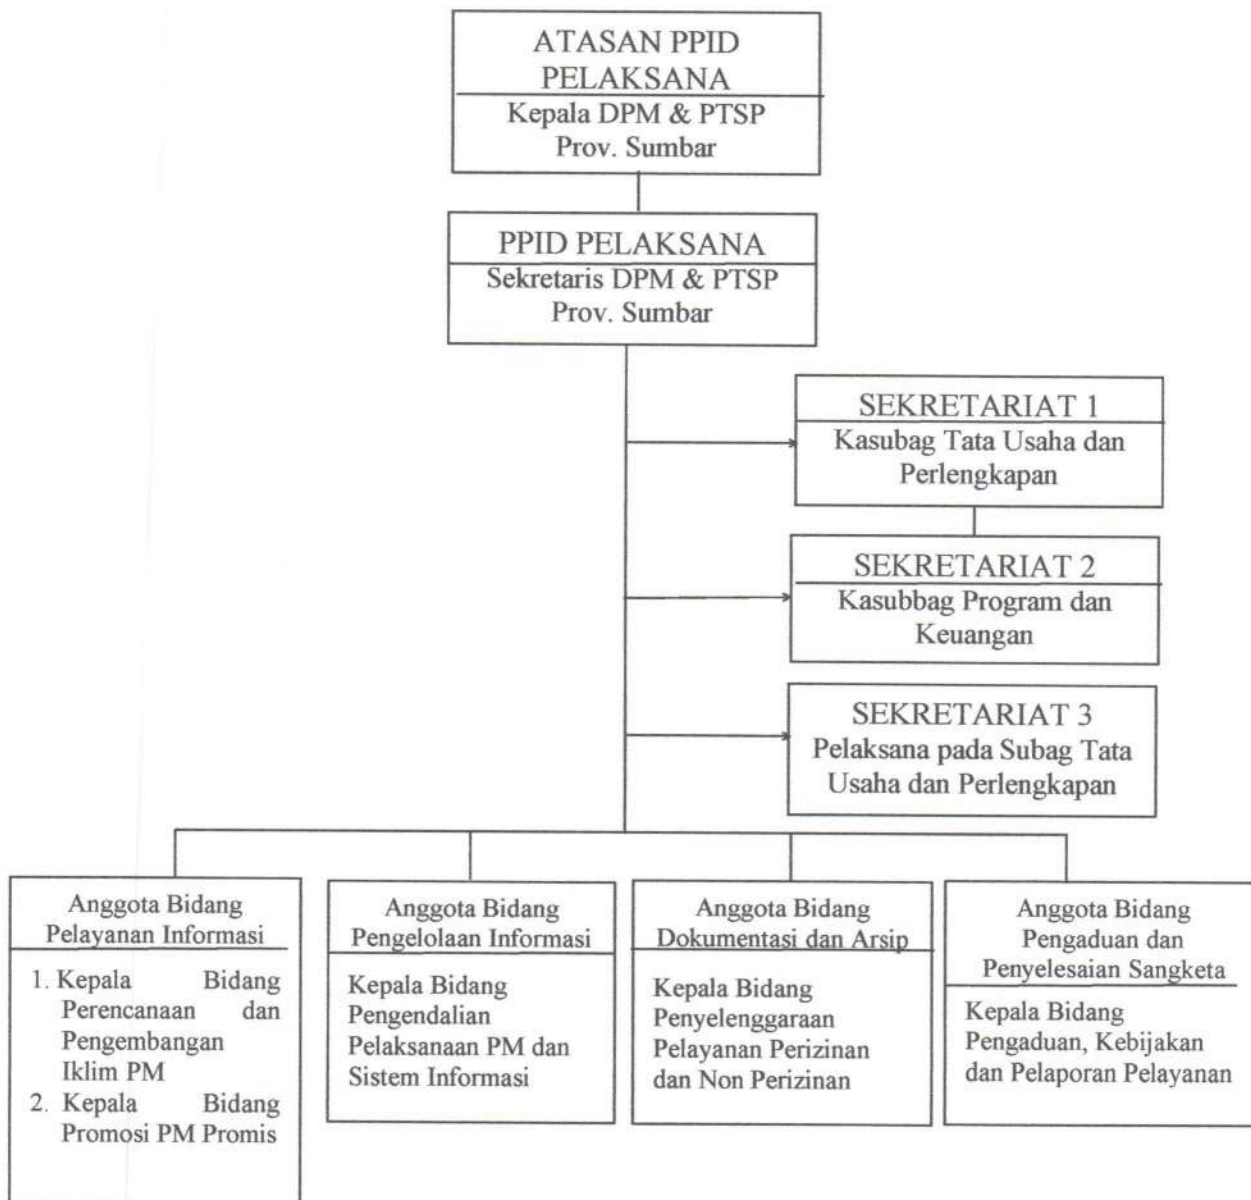 ATASAN PPID
PELAKSANA
Kepala DPM & PTSP
Prov. Sumbar
PPID PELAKSANA
Sekretaris DPM & PTSP
Prov. Sumbar
SEKRETARIAT 1
Kasubag Tata Usaha dan
Perlengkapan
SEKRETARIAT 2
Kasubbag Program dan
Keuangan
SEKRETARIAT 3
Pelaksana pada Subag Tata
Usaha dan Perlengkapan
Anggota Bidang
Pelayanan Informasi
1. Kepala Bidang
Perencanaan dan
Pengembangan
Iklim PM
2. Kepala Bidang
Promosi PM Promis
Anggota Bidang
Pengelolaan Informasi
Kepala Bidang
Pengendalian
Pelaksanaan PM dan
Sistem Informasi
Anggota Bidang
Dokumentasi dan Arsip
Kepala Bidang
Penyelenggaraan
Pelayanan Perizinan
dan Non Perizinan
Anggota Bidang
Pengaduan dan
Penyelesaian Sangketa
Kepala Bidang
Pengaduan, Kebijakan
dan Pelaporan Pelayanan